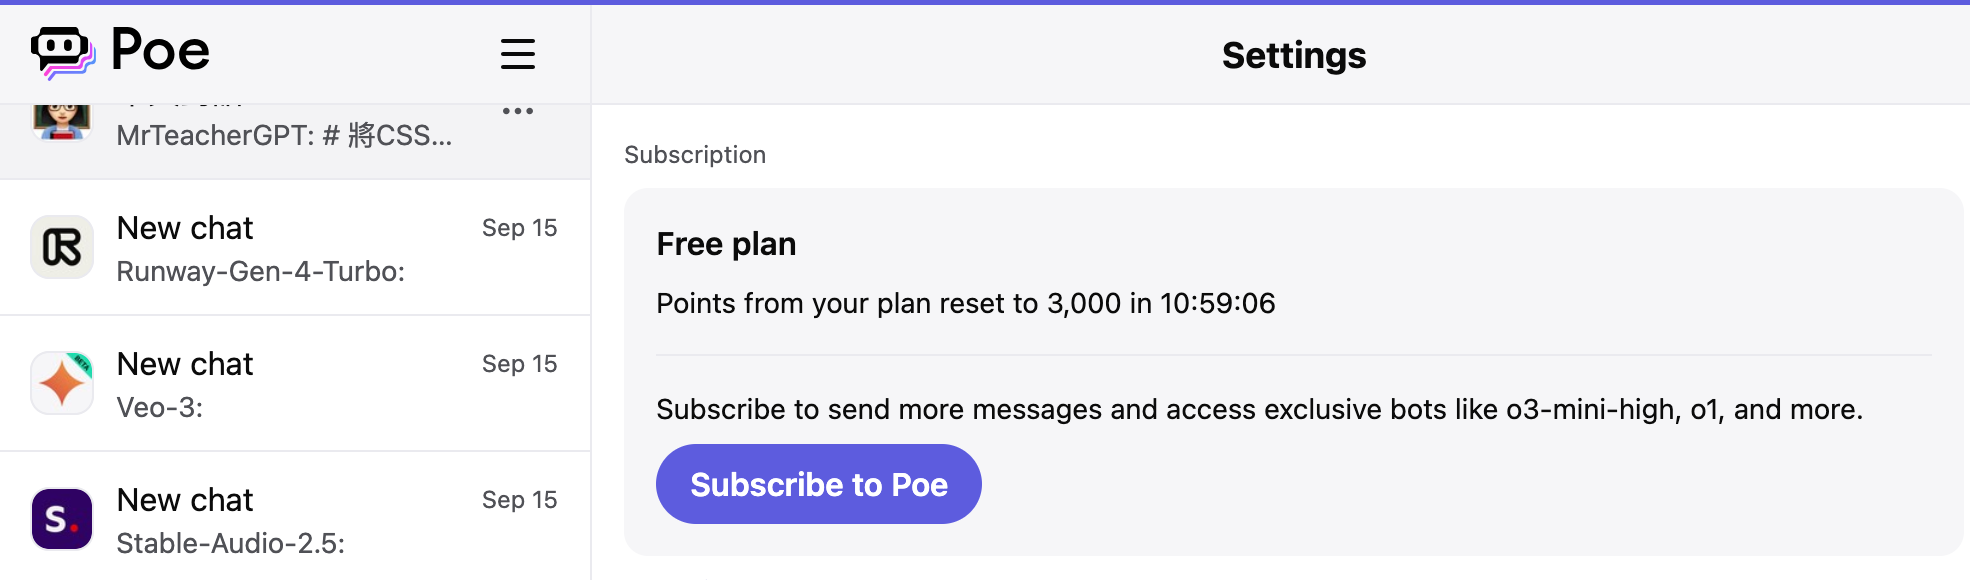 Poe
Settings
MrTeacherGPT: # 將CSS...
New chat
Sep 15
Runway-Gen-4-Turbo:
New chat
Sep 15
BETA
Veo-3:
New chat
Sep 15
S.
Stable-Audio-2.5:
Subscription
Free plan
Points from your plan reset to 3,000 in 10:59:06
Subscribe to send more messages and access exclusive bots like o3-mini-high, o1, and more.
Subscribe to Poe